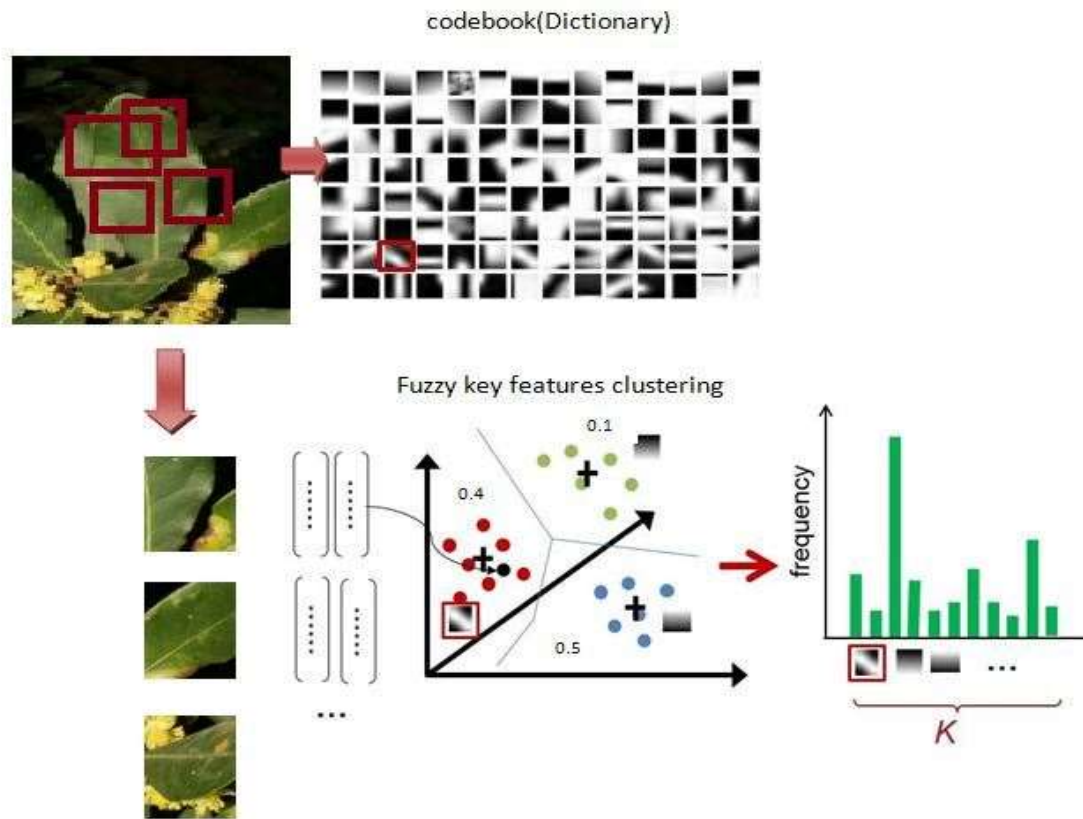 codebook(Dictionary)
Fuzzy key features clustering
0.1
0.4
0.5
...
frequency
...
K